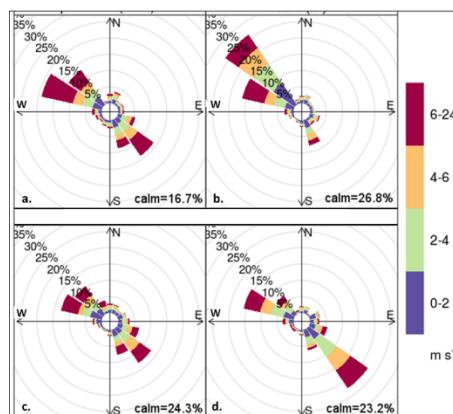 35%
30%
25%
20%
15%
10%
5%
N
W
E
S
a.
calm=16.7%
35%
30%
25%
20%
15%
10%
5%
N
W
E
S
b.
calm=26.8%
35%
30%
25%
20%
15%
10%
5%
N
W
E
S
c.
calm=24.3%
35%
30%
25%
20%
15%
10%
5%
N
W
E
S
d.
calm=23.2%
6-24
4-6
2-4
0-2